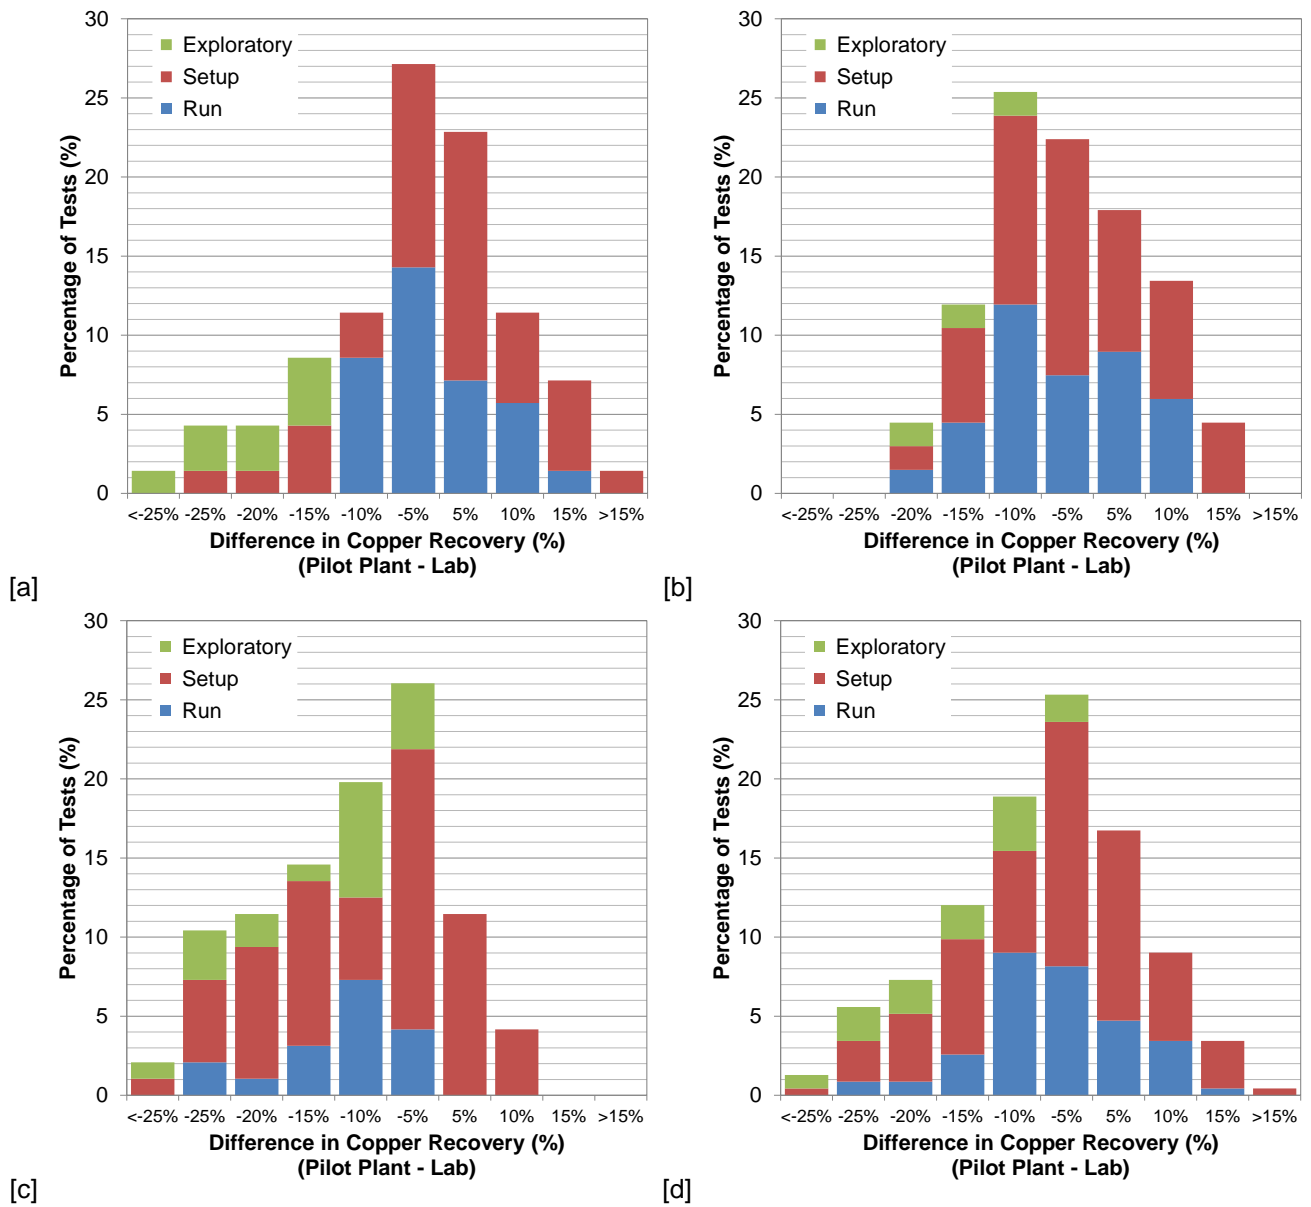 30
25
20
15
10
5
0
Percentage of Tests (%)
Exploratory
Setup
Run
<-25% -25% -20% -15% -10% -5% 5% 10% 15% >15%
Difference in Copper Recovery (%)
(Pilot Plant - Lab)
[a]
30
25
20
15
10
5
0
Percentage of Tests (%)
Exploratory
Setup
Run
<-25% -25% -20% -15% -10% -5% 5% 10% 15% >15%
Difference in Copper Recovery (%)
(Pilot Plant - Lab)
[b]
30
25
20
15
10
5
0
Percentage of Tests (%)
Exploratory
Setup
Run
<-25% -25% -20% -15% -10% -5% 5% 10% 15% >15%
Difference in Copper Recovery (%)
(Pilot Plant - Lab)
[c]
30
25
20
15
10
5
0
Percentage of Tests (%)
Exploratory
Setup
Run
<-25% -25% -20% -15% -10% -5% 5% 10% 15% >15%
Difference in Copper Recovery (%)
(Pilot Plant - Lab)
[d]